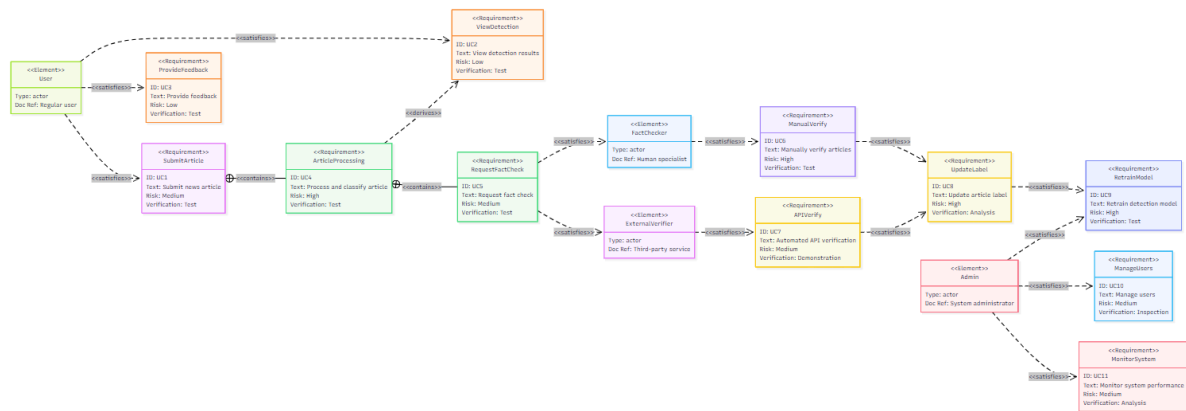 <<Requirement>>
ViewDetection
ID: UC2
Text: View detection results
Risk: Low
Verification: Test
<<satisfies>>
<<Element>>
User
Type: actor
Doc Ref: Regular user
<<satisfies>>
<<Requirement>>
ProvideFeedback
ID: UC3
Text: Provide feedback
Risk: Low
Verification: Test
<<derives>>
<<satisfies>>
<<Requirement>>
SubmitArticle
ID: UC1
Text: Submit news article
Risk: Medium
Verification: Test
<<contains>>
<<Requirement>>
ArticleProcessing
ID: UC4
Text: Process and classify article
Risk: High
Verification: Test
<<contains>>
<<Requirement>>
RequestFactCheck
ID: UC5
Text: Request fact check
Risk: Medium
Verification: Test
<<satisfies>>
<<Element>>
FactChecker
Type: actor
Doc Ref: Human specialist
<<satisfies>>
<<Requirement>>
ManualVerify
ID: UC6
Text: Manually verify articles
Risk: High
Verification: Test
<<satisfies>>
<<satisfies>>
<<Element>>
ExternalVerifier
Type: actor
Doc Ref: Third-party service
<<satisfies>>
<<Requirement>>
APIVerify
ID: UC7
Text: Automated API verification
Risk: Medium
Verification: Demonstration
<<satisfies>>
<<Requirement>>
UpdateLabel
ID: UC8
Text: Update article label
Risk: High
Verification: Analysis
<<satisfies>>
<<Requirement>>
RetrainModel
ID: UC9
Text: Retrain detection model
Risk: High
Verification: Test
<<satisfies>>
<<Element>>
Admin
Type: actor
Doc Ref: System administrator
<<satisfies>>
<<Requirement>>
ManageUsers
ID: UC10
Text: Manage users
Risk: Medium
Verification: Inspection
<<satisfies>>
<<Requirement>>
MonitorSystem
ID: UC11
Text: Monitor system performance
Risk: Medium
Verification: Analysis